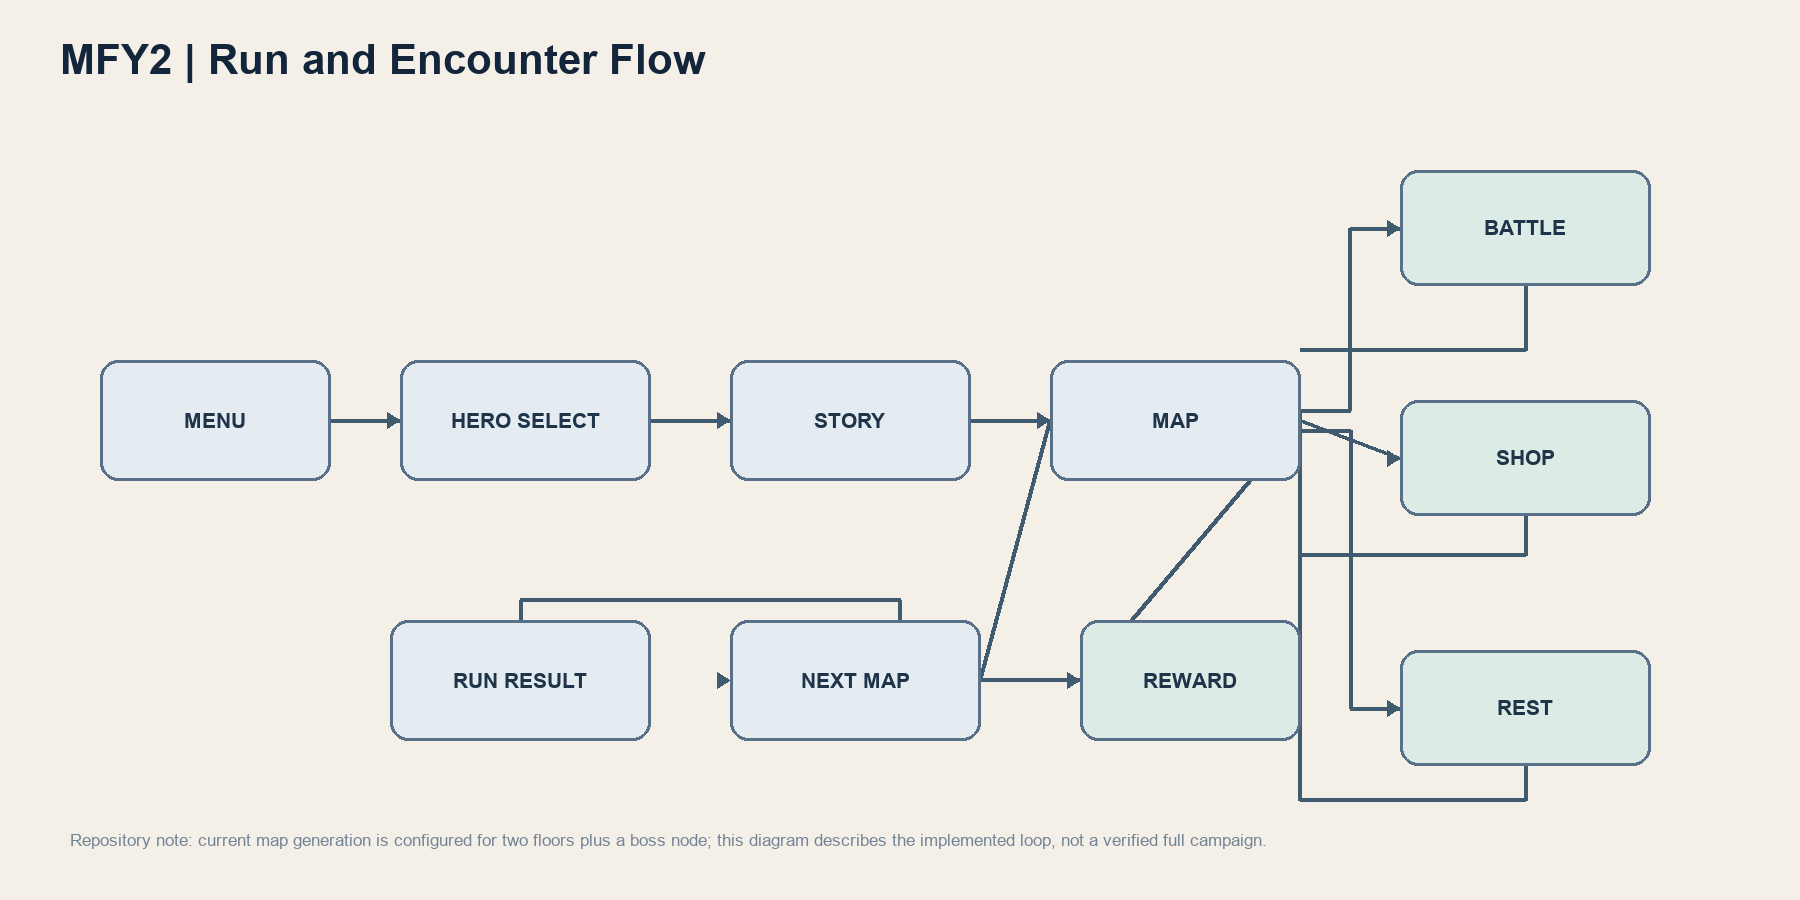 MFY2 | Run and Encounter Flow
BATTLE
MENU
HERO SELECT
STORY
MAP
SHOP
RUN RESULT
NEXT MAP
REWARD
REST
Repository note: current map generation is configured for two floors plus a boss node; this diagram describes the implemented loop, not a verified full campaign.